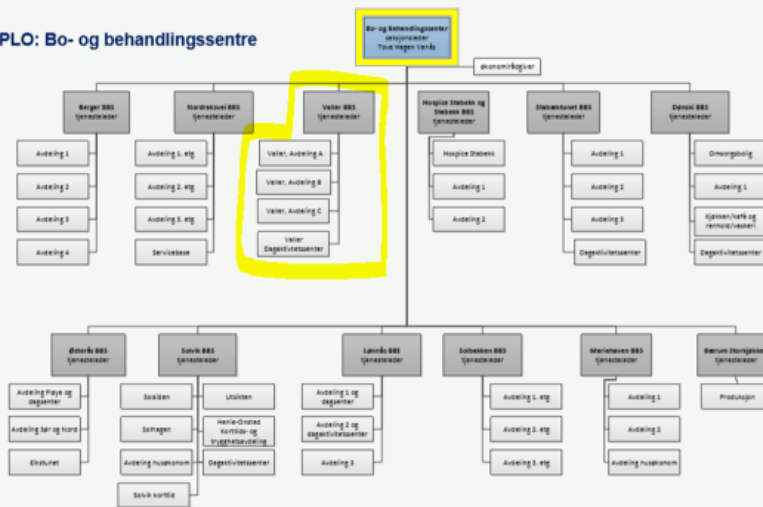 PLO: Bo- og behandlingssentre
Bo- og Behandlingssenter
seksjonsleder
Tove Hagen Venås
Økonomirådgiver
Berger BBS
tjenesteleder
Avdeling 1
Avdeling 2
Avdeling 3
Avdeling 4
Nordraaksvei BBS
tjenesteleder
Avdeling 1. etg
Avdeling 2. etg
Avdeling 3. etg
Servicebase
Valler BBS
tjenesteleder
Valler, Avdeling A
Valler, Avdeling B
Valler, Avdeling C
Valler
Dagaktivitetssenter
Hospice Stabekk og
Stabekk BBS
tjenesteleder
Hospice Stabekk
Avdeling 1
Avdeling 2
Stabæktunet BBS
tjenesteleder
Avdeling 1
Avdeling 2
Avdeling 3
Dagaktivitetssenter
Dønski BBS
tjenesteleder
Omsorgsbolig
Avdeling 1
Kjøkken/kafé og
renhold/vaskeri
Dagaktivitetssenter
Østerås BBS
tjenesteleder
Avdeling Fløye og
dagsenter
Avdeling Sør og Nord
Ekstunet
Solvik BBS
tjenesteleder
Solsiden
Solhagen
Avdeling husøkonom
Solvik korttid
Utsikten
Henie-Onstad
Korttids- og
trygghetsavdeling
Dagaktivitetssenter
Lønnås BBS
tjenesteleder
Avdeling 1 og
dagsenter
Avdeling 2 og
dagaktivitetssenter
Avdeling 3
Solbakken BBS
tjenesteleder
Avdeling 1. etg
Avdeling 2. etg
Avdeling 3. etg
Mariehaven BBS
tjenesteleder
Avdeling 1
Avdeling 2
Avdeling husøkonom
Bærum Storkjøkke
tjenesteleder
Produksjon